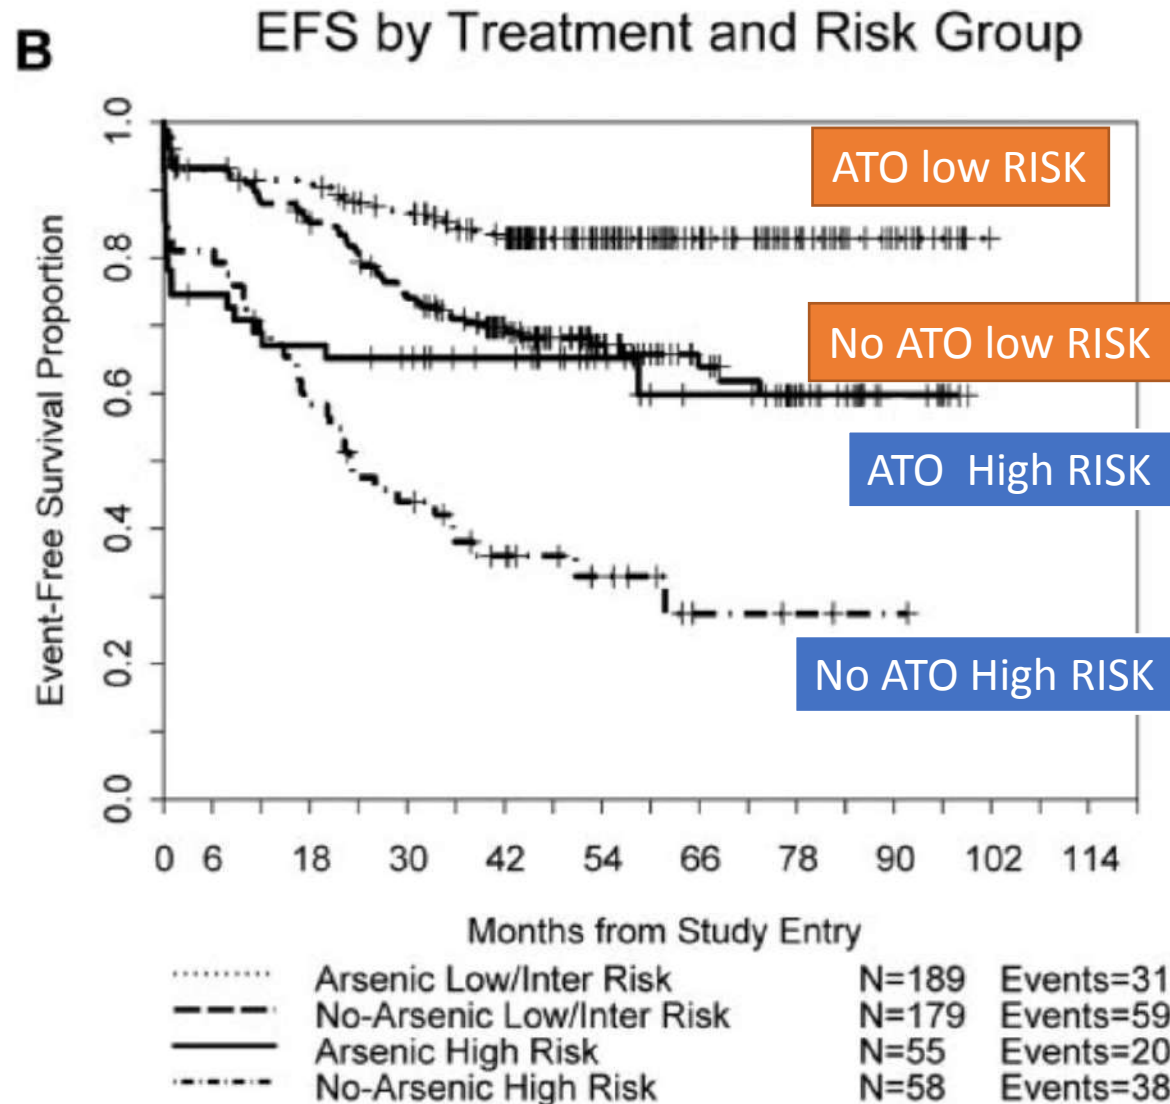 B
EFS by Treatment and Risk Group
Event-Free Survival Proportion
1.0
0.8
0.6
0.4
0.2
0.0
ATO low RISK
No ATO low RISK
ATO High RISK
No ATO High RISK
0 6 18 30 42 54 66 78 90 102 114
Months from Study Entry
Arsenic Low/Inter Risk N=189 Events=31
No-Arsenic Low/Inter Risk N=179 Events=59
Arsenic High Risk N=55 Events=20
No-Arsenic High Risk N=58 Events=38